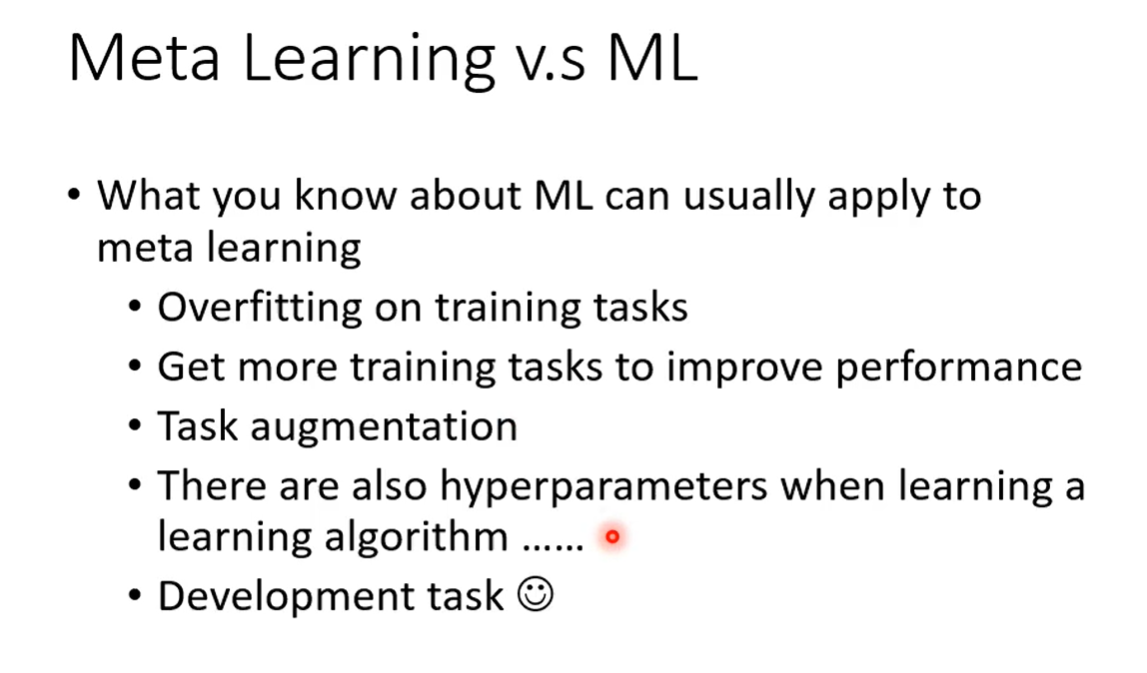 Meta Learning v.s ML
• What you know about ML can usually apply to
meta learning
• Overfitting on training tasks
• Get more training tasks to improve performance
• Task augmentation
• There are also hyperparameters when learning a
learning algorithm ......
• Development task ☺